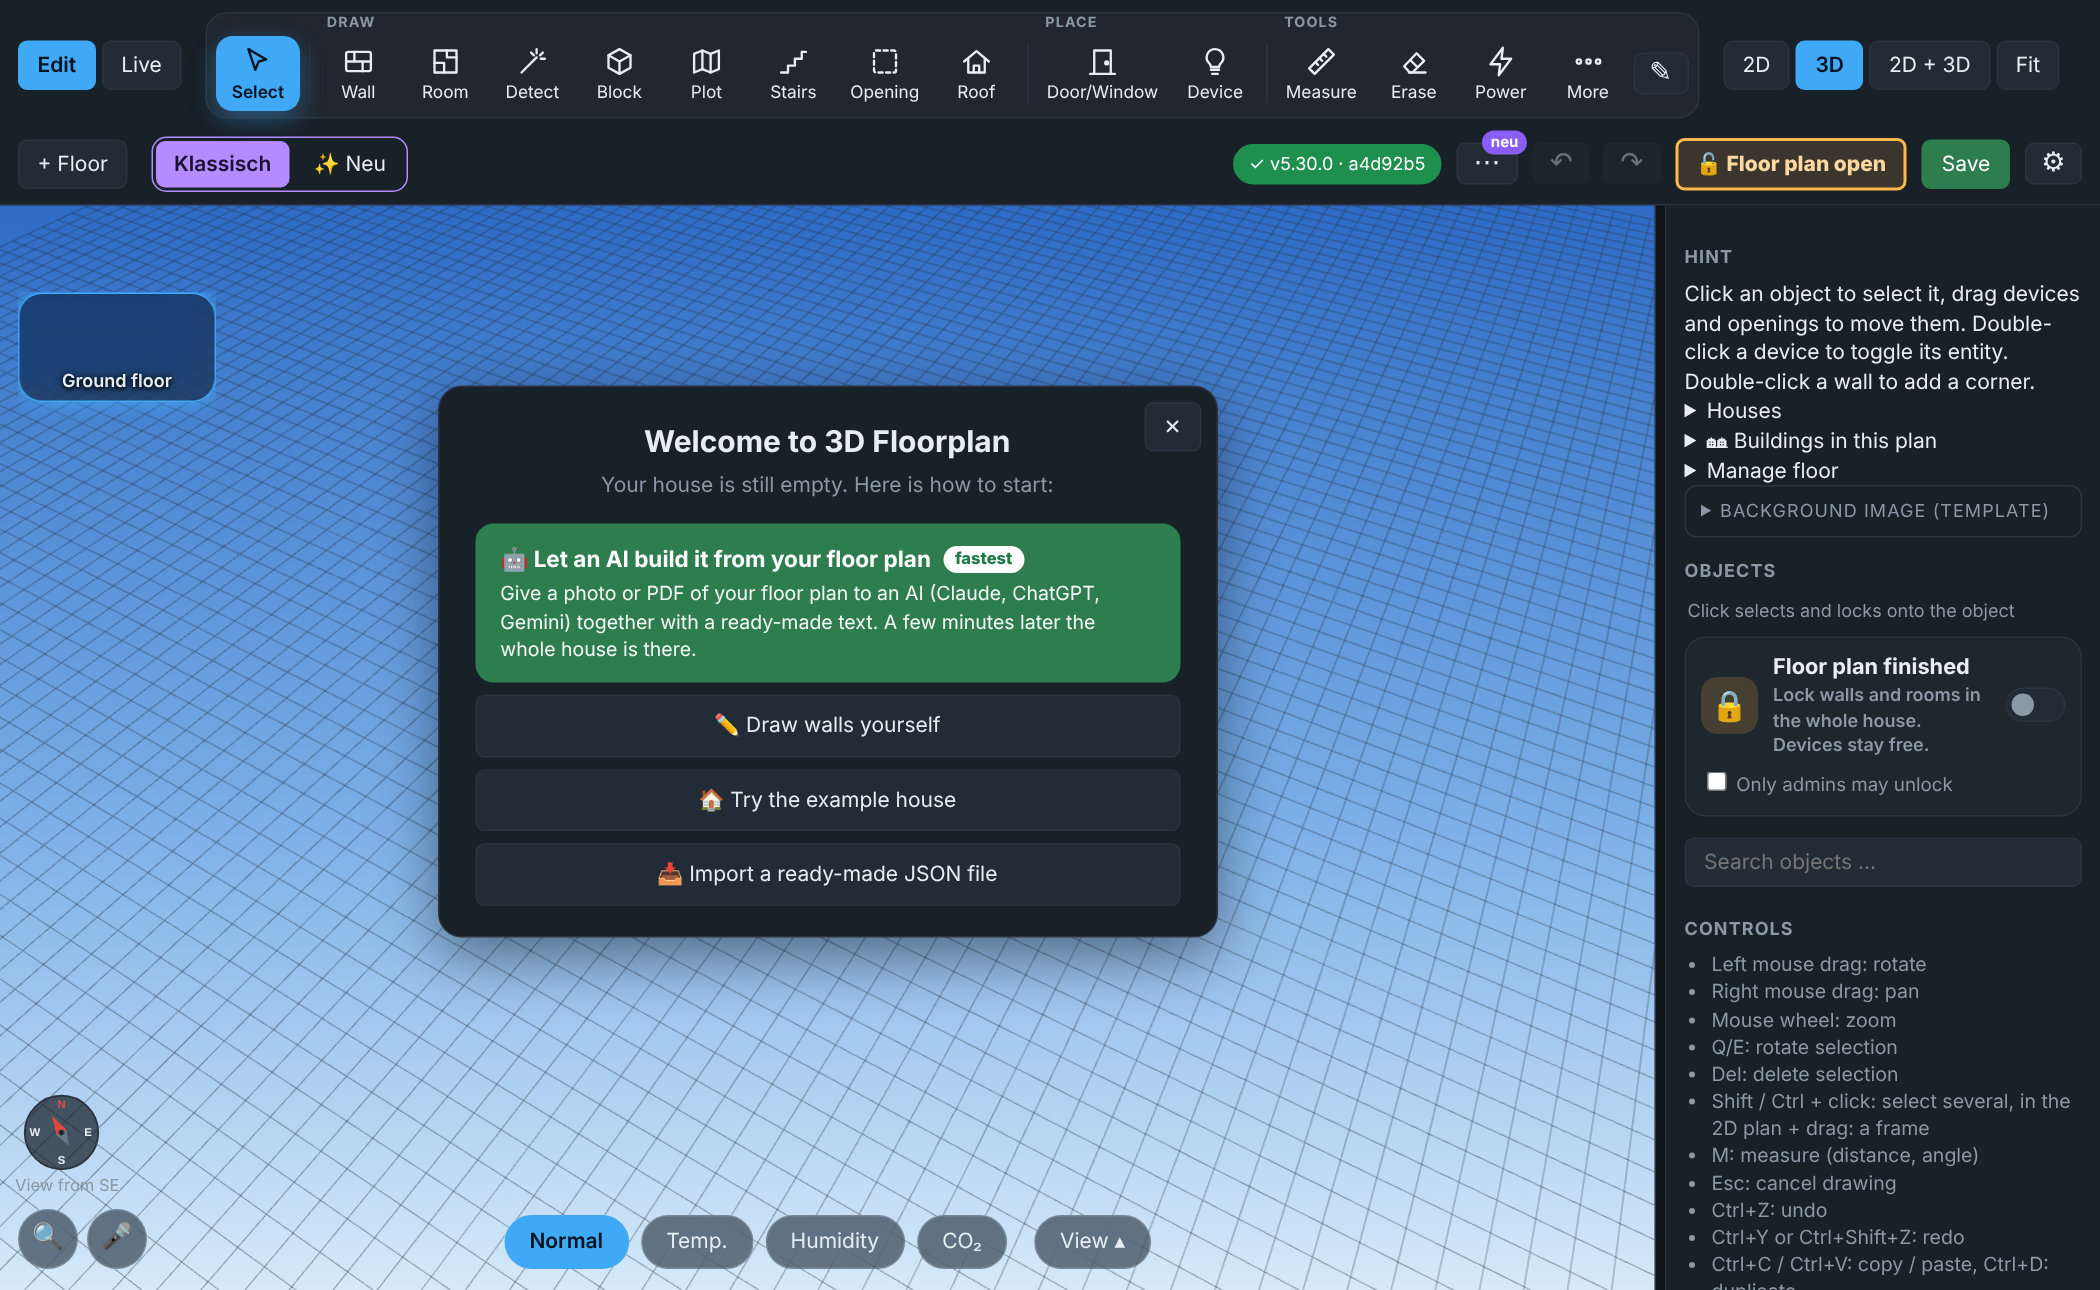 DRAW
PLACE
TOOLS
Edit
Live
Select
Wall
Room
Detect
Block
Plot
Stairs
Opening
Roof
Door/Window
Device
Measure
Erase
Power
More
2D
3D
2D + 3D
Fit
+ Floor
Klassisch
✨ Neu
✓ v5.30.0 · a4d92b5
neu
🔓 Floor plan open
Save
Ground floor
Welcome to 3D Floorplan
Your house is still empty. Here is how to start:
🤖 Let an AI build it from your floor plan fastest
Give a photo or PDF of your floor plan to an AI (Claude, ChatGPT,
Gemini) together with a ready-made text. A few minutes later the
whole house is there.
✏️ Draw walls yourself
🏠 Try the example house
📥 Import a ready-made JSON file
N
W
E
S
View from SE
Normal
Temp.
Humidity
CO₂
View ▴
HINT
Click an object to select it, drag devices
and openings to move them. Double-
click a device to toggle its entity.
Double-click a wall to add a corner.
▶ Houses
▶ 🏘 Buildings in this plan
▶ Manage floor
▶ BACKGROUND IMAGE (TEMPLATE)
OBJECTS
Click selects and locks onto the object
Floor plan finished
Lock walls and rooms in
the whole house.
Devices stay free.
Only admins may unlock
Search objects ...
CONTROLS
• Left mouse drag: rotate
• Right mouse drag: pan
• Mouse wheel: zoom
• Q/E: rotate selection
• Del: delete selection
• Shift / Ctrl + click: select several, in the
2D plan + drag: a frame
• M: measure (distance, angle)
• Esc: cancel drawing
• Ctrl+Z: undo
• Ctrl+Y or Ctrl+Shift+Z: redo
• Ctrl+C / Ctrl+V: copy / paste, Ctrl+D: